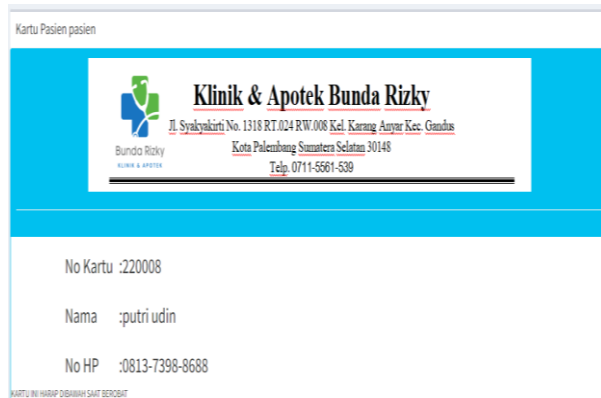 Kartu Pasien pasien
Klinik & Apotek Bunda Rizky
Jl. Syakyakirti No. 1318 RT.024 RW.008 Kel. Karang Anyar Kec. Gandus
Kota Palembang Sumatera Selatan 30148
Telp. 0711-5561-539
Bunda Rizky
KLINIK & APOTEK
No Kartu :220008
Nama :putri udin
No HP :0813-7398-8688
KARTU INI HARAP DIBAWAH SAAT BEROBAT